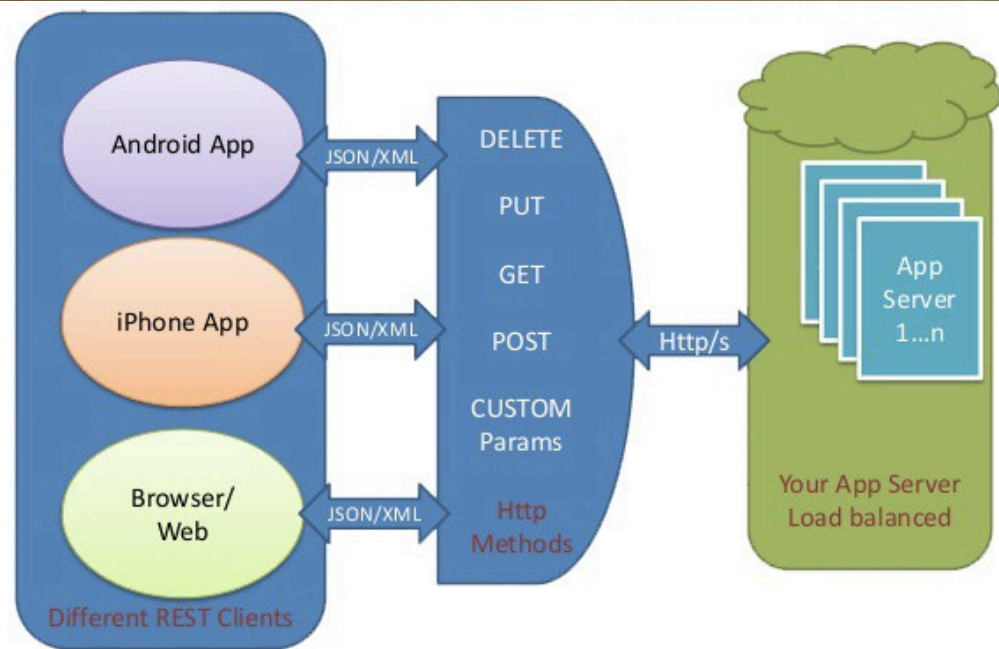 Android App
JSON/XML
iPhone App
JSON/XML
Browser/
Web
JSON/XML
Different REST Clients
DELETE
PUT
GET
POST
CUSTOM
Params
Http
Methods
Http/s
App
Server
1...n
Your App Server
Load balanced